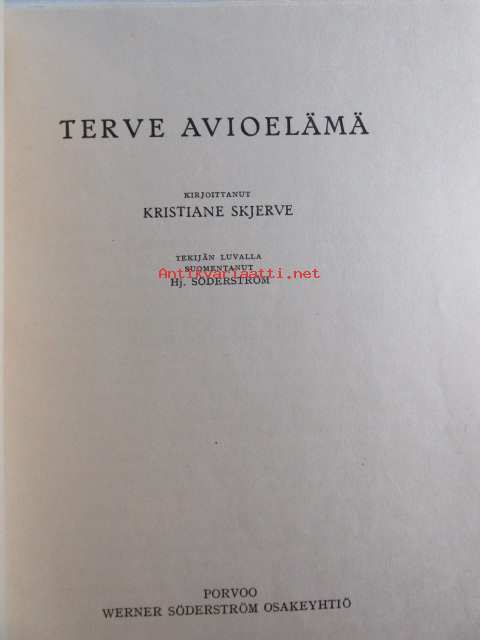 TERVE AVIOELÄMÄ
KIRJOITTANUT
KRISTIANE SKJERVE
TEKIJÄN LUVALLA
SUOMENTANUT
Antikvariaatti.net
Hj. SÖDERSTRÖM
PORVOO
WERNER SÖDERSTRÖM OSAKEYHTIÖ